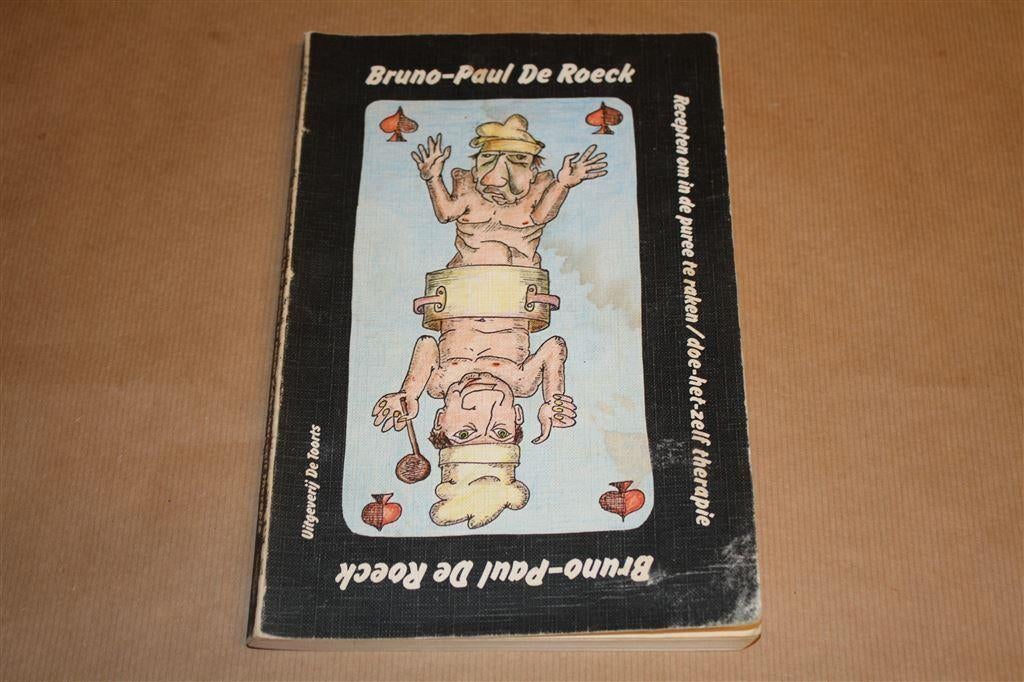 Bruno-Paul De Roeck
Recepten om in de puree te raken / doe-het-zelf therapie
Uitgeverij De Toorts
Bruno-Paul De Roeck